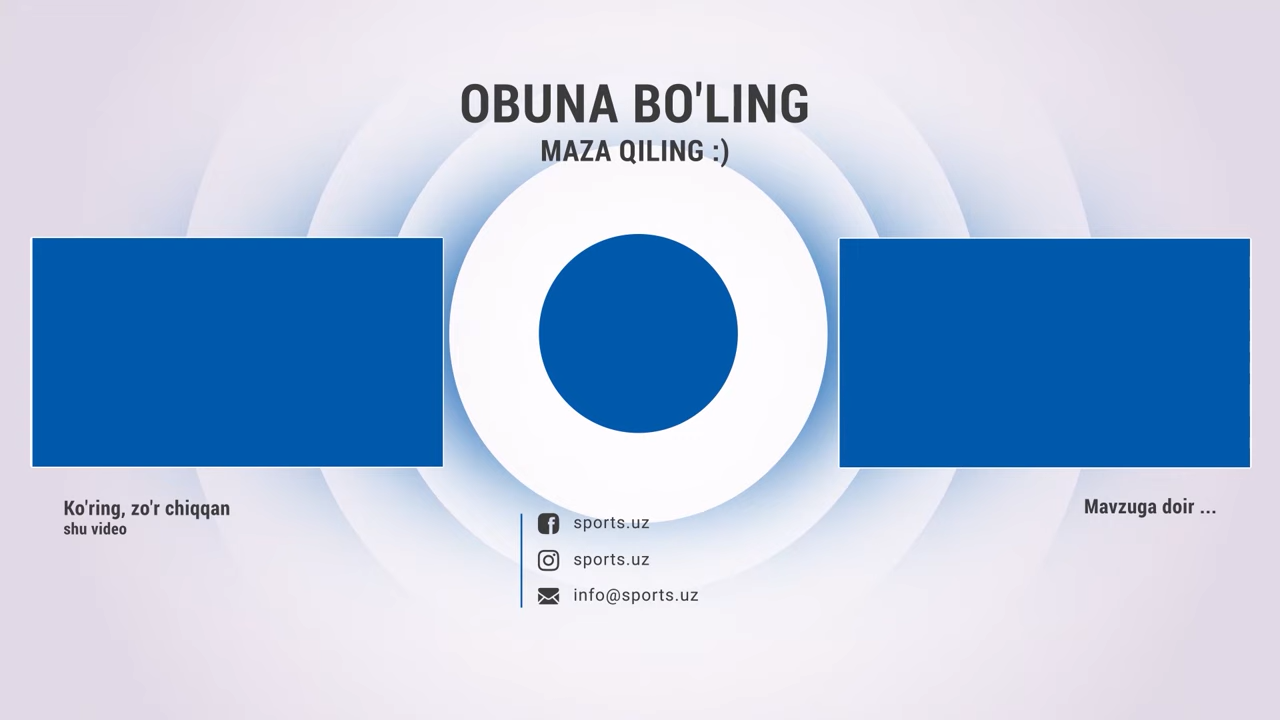 OBUNA BO'LING
MAZA QILING :)
Ko'ring, zo'r chiqqan
shu video
Mavzuga doir ...
sports.uz
sports.uz
info@sports.uz